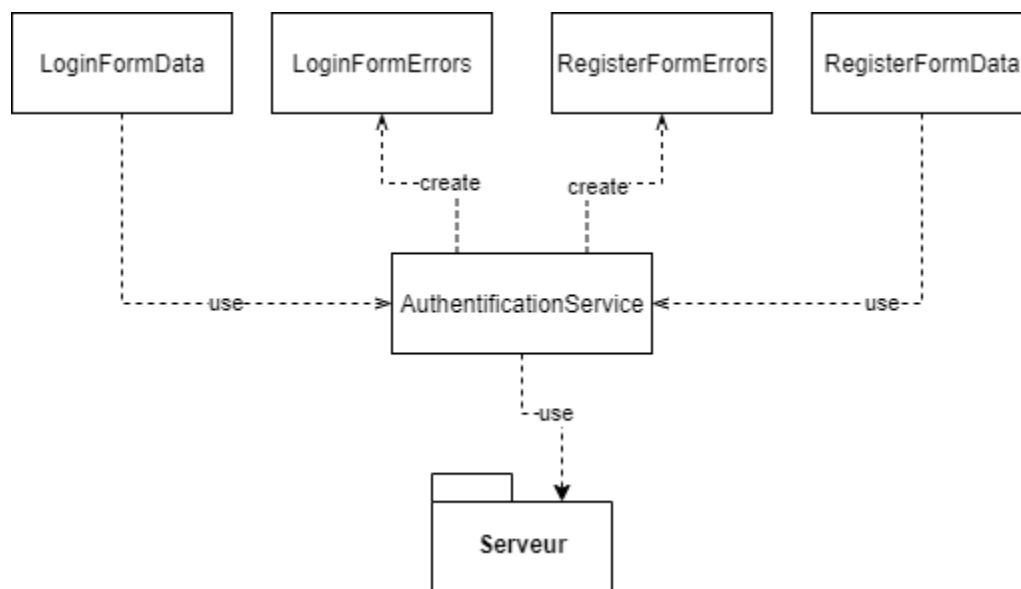 LoginFormData
LoginFormErrors
RegisterFormErrors
RegisterFormData
create
create
use
AuthentificationService
use
use
Serveur